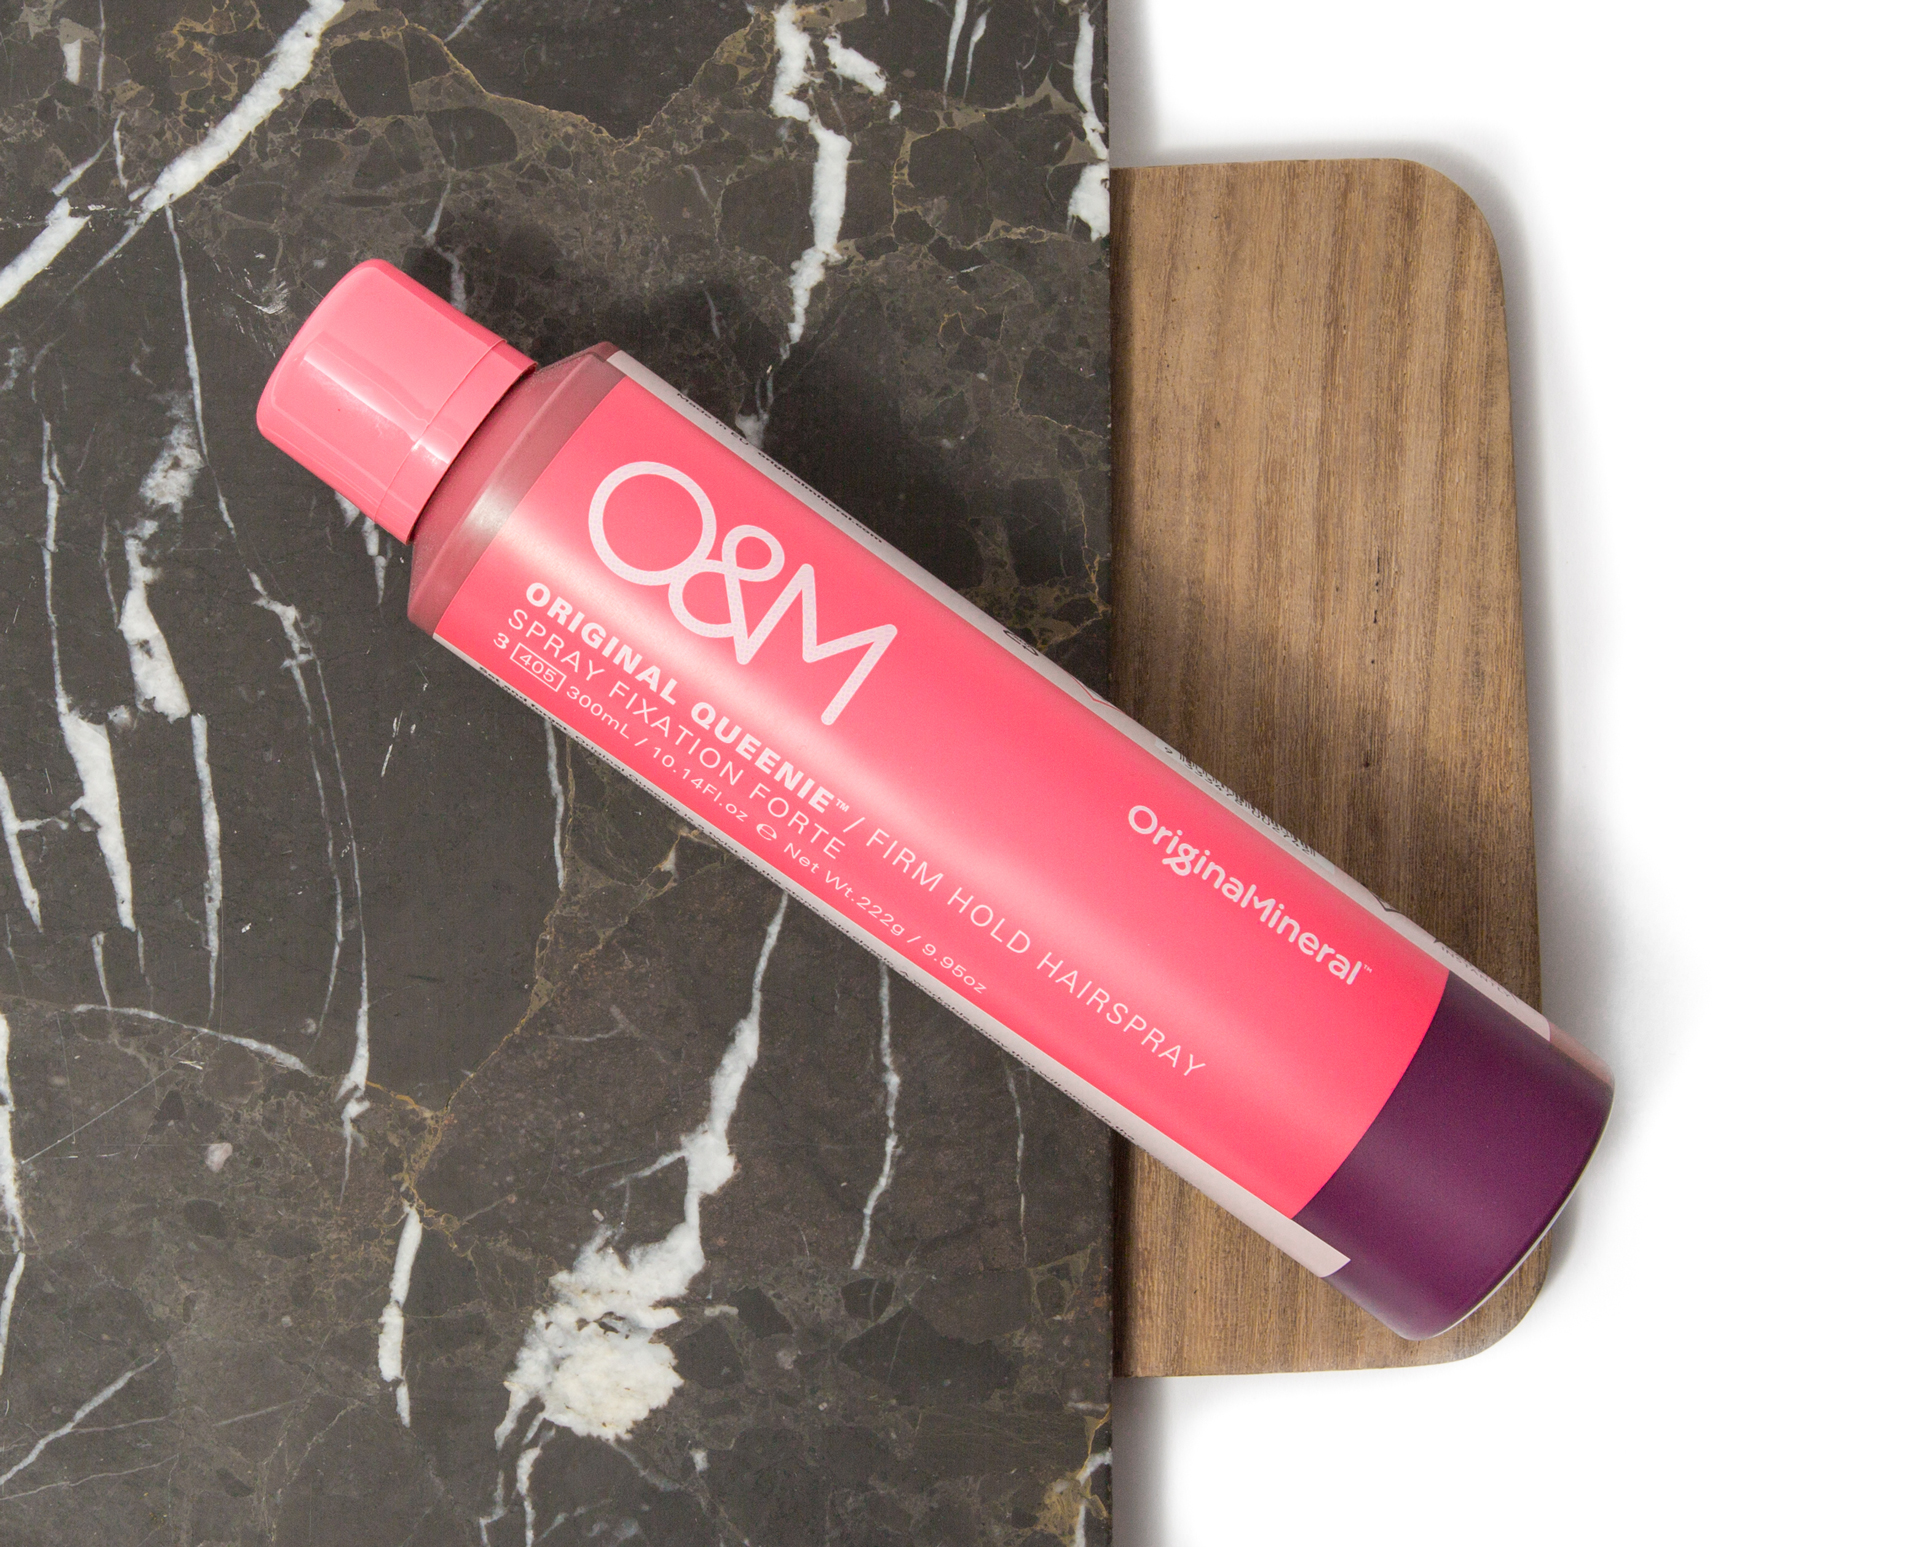 O&M
ORIGINAL QUEENIE™ / FIRM HOLD HAIRSPRAY
SPRAY FIXATION FORTE
3 405 300mL / 10.14Fl.oz ℮ Net Wt.222g / 9.95oz
OriginalMineral™